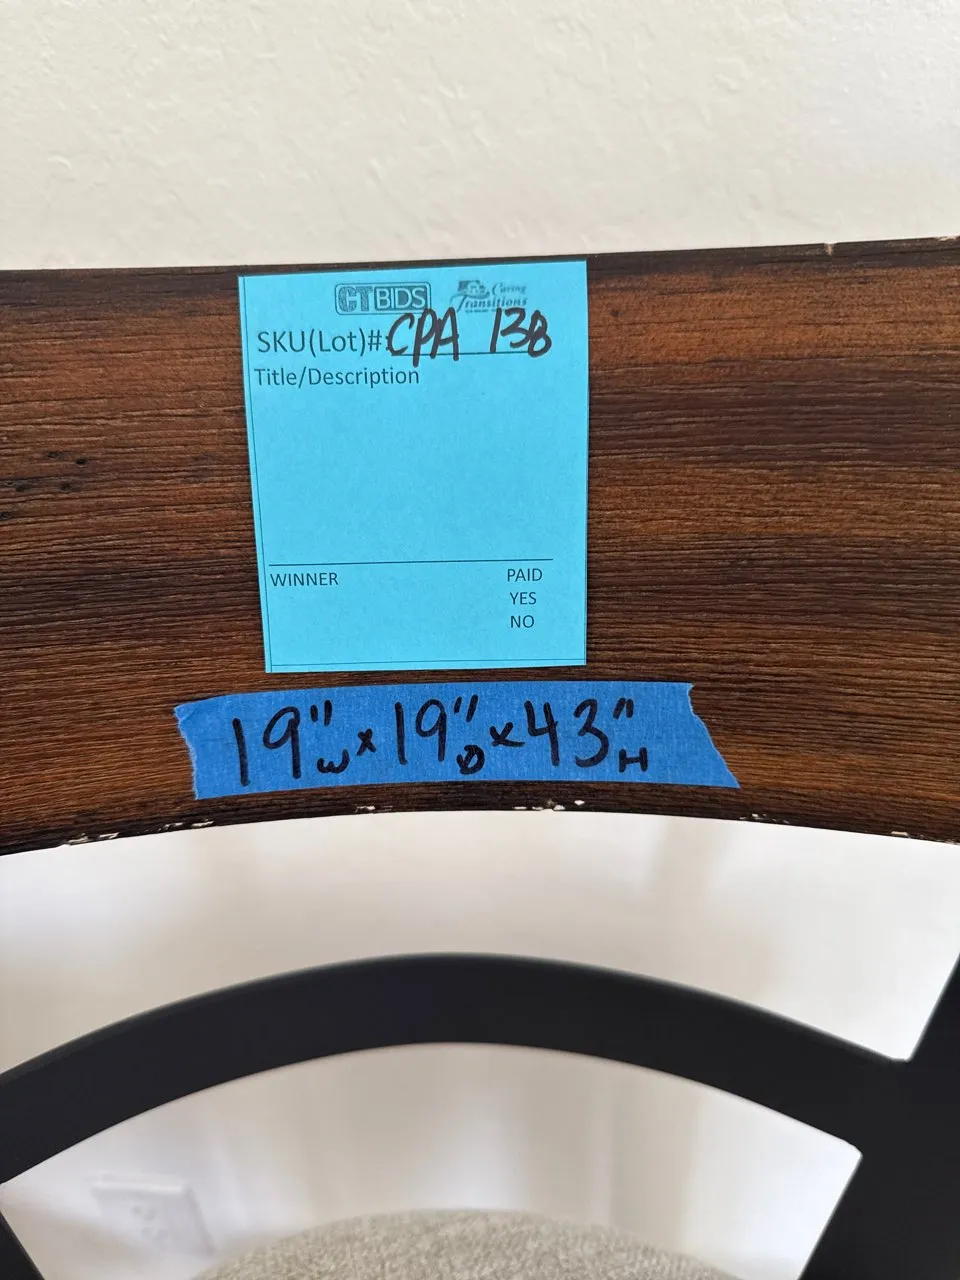 CTBIDS Caring Transitions
SKU(Lot)#: CPA 138
Title/Description
WINNER PAID
YES
NO
19"W x 19"D x 43"H